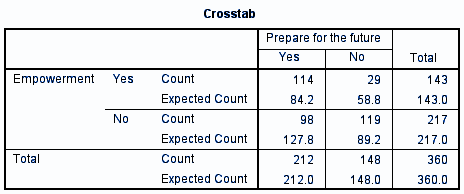 Crosstab
Prepare for the future
Yes No Total
Empowerment Yes Count 114 29 143
Expected Count 84.2 58.8 143.0
No Count 98 119 217
Expected Count 127.8 89.2 217.0
Total Count 212 148 360
Expected Count 212.0 148.0 360.0